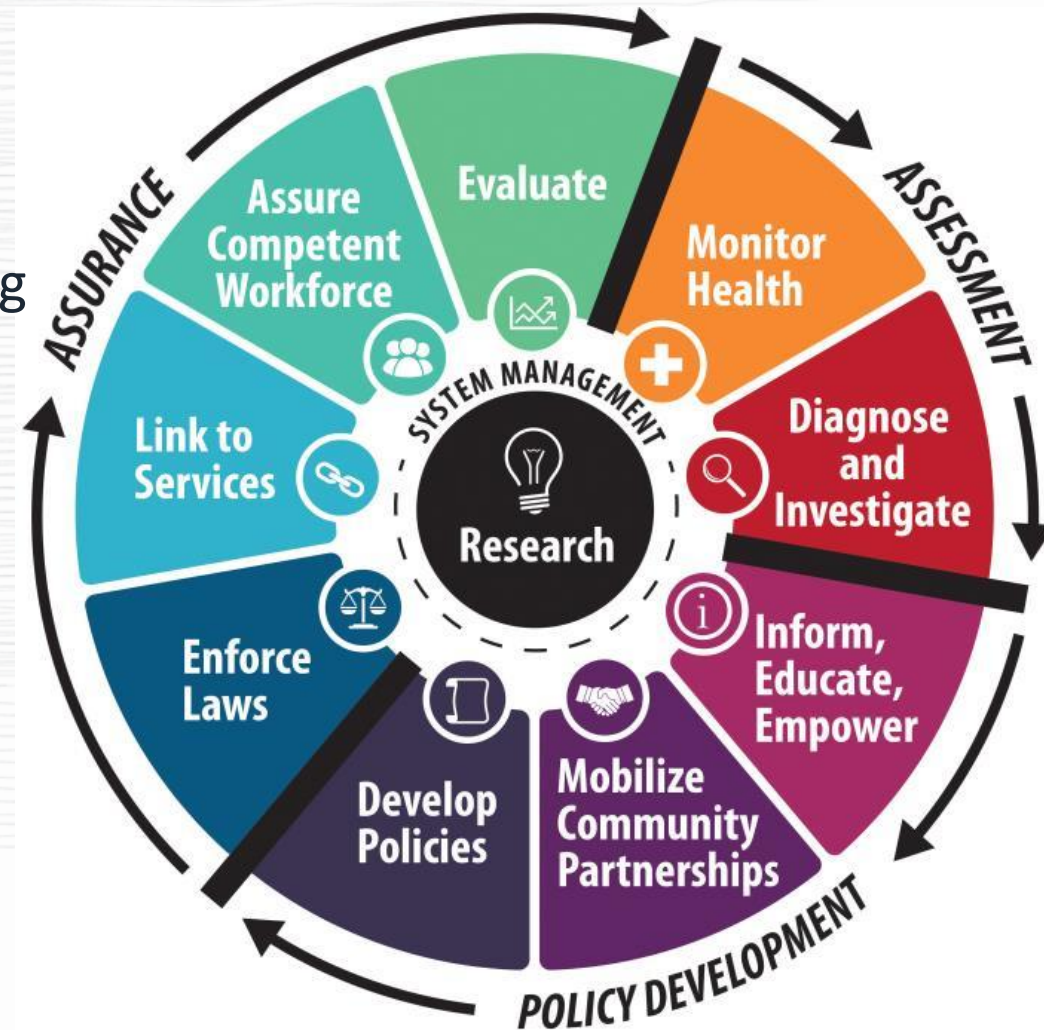 g
ASSURANCE
ASSESSMENT
POLICY DEVELOPMENT
Evaluate
Monitor
Health
Diagnose
and
Investigate
Inform,
Educate,
Empower
Mobilize
Community
Partnerships
Develop
Policies
Enforce
Laws
Link to
Services
Assure
Competent
Workforce
SYSTEM MANAGEMENT
Research
i